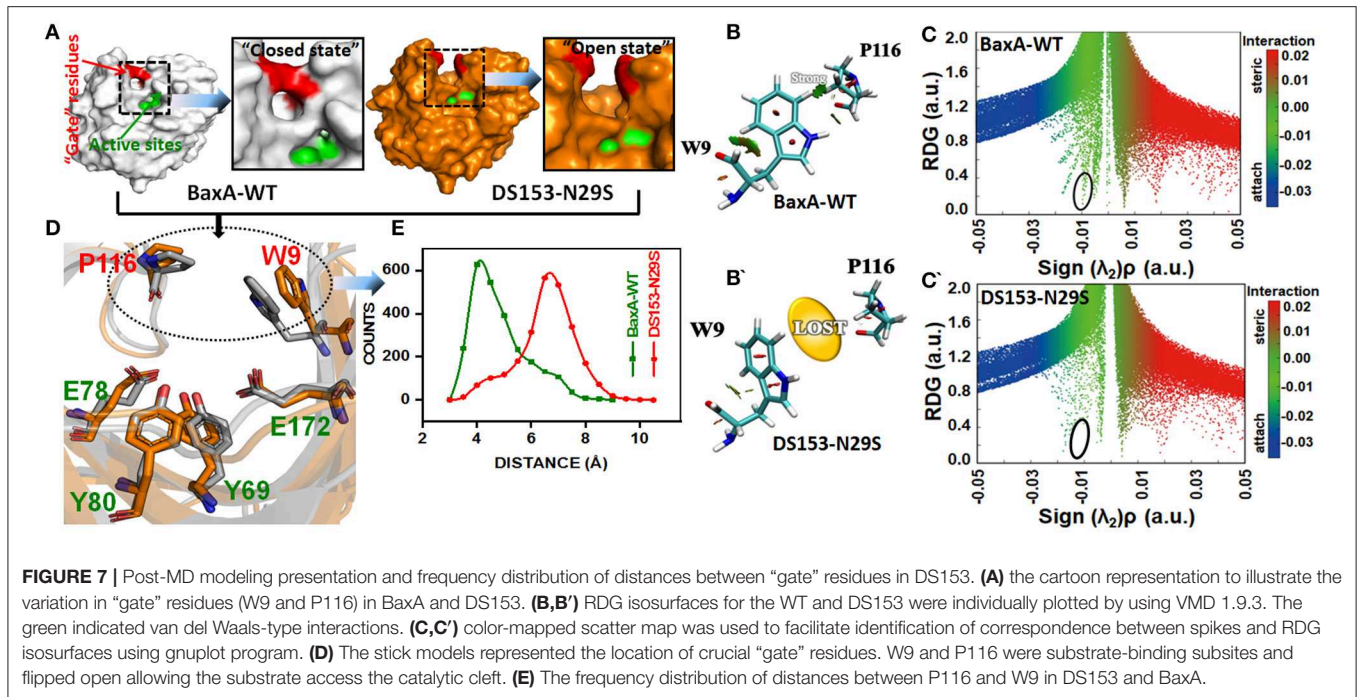 A
"Gate" residues
Active sites
"Closed state"
BaxA-WT
"Open state"
DS153-N29S
B
P116
Strong
W9
BaxA-WT
C
BaxA-WT
RDG (a.u.)
2.0
1.6
1.2
0.8
0.4
0.0
-0.05
-0.03
-0.01
0.01
0.03
0.05
Sign (λ2)ρ (a.u.)
Interaction
steric
attach
0.02
0.01
0.00
-0.01
-0.02
-0.03
D
P116
W9
E78
E172
Y80
Y69
E
COUNTS
600
400
200
0
2
4
6
8
10
DISTANCE (Å)
BaxA-WT
DS153-N29S
B`
P116
W9
LOST
DS153-N29S
C`
DS153-N29S
RDG (a.u.)
2.0
1.6
1.2
0.8
0.4
0.0
-0.05
-0.03
-0.01
0.01
0.03
0.05
Sign (λ2)ρ (a.u.)
Interaction
steric
attach
0.02
0.01
0.00
-0.01
-0.02
-0.03
FIGURE 7 | Post-MD modeling presentation and frequency distribution of distances between “gate” residues in DS153. (A) the cartoon representation to illustrate the
variation in “gate” residues (W9 and P116) in BaxA and DS153. (B,B′) RDG isosurfaces for the WT and DS153 were individually plotted by using VMD 1.9.3. The
green indicated van del Waals-type interactions. (C,C′) color-mapped scatter map was used to facilitate identification of correspondence between spikes and RDG
isosurfaces using gnuplot program. (D) The stick models represented the location of crucial “gate” residues. W9 and P116 were substrate-binding subsites and
flipped open allowing the substrate access the catalytic cleft. (E) The frequency distribution of distances between P116 and W9 in DS153 and BaxA.